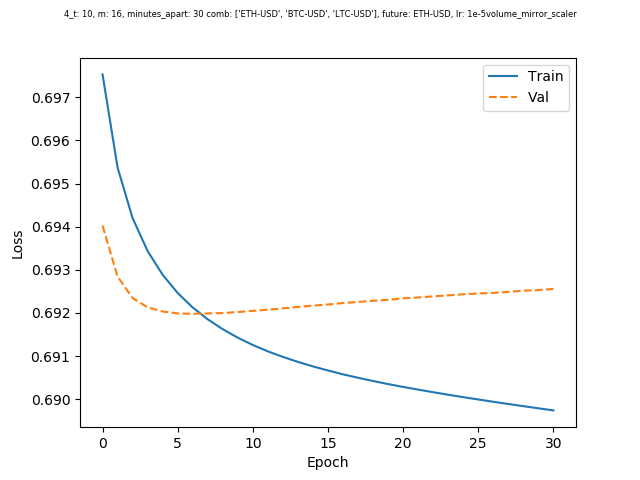 4_t: 10, m: 16, minutes_apart: 30 comb: ['ETH-USD', 'BTC-USD', 'LTC-USD'], future: ETH-USD, lr: 1e-5volume_mirror_scaler
Train
Val
0.697
0.696
0.695
0.694
0.693
0.692
0.691
0.690
Loss
0 5 10 15 20 25 30
Epoch